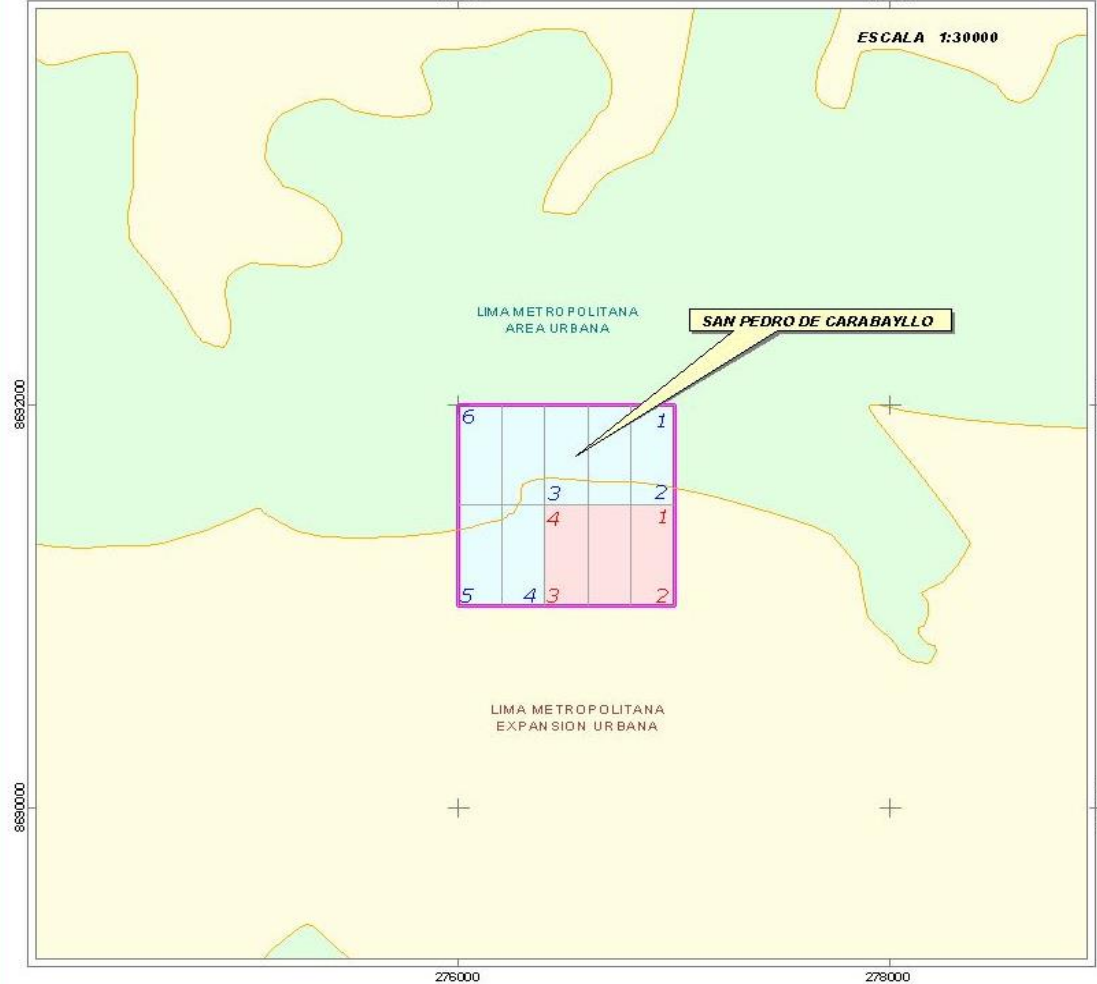 ESCALA 1:30000
LIMA METROPOLITANA
AREA URBANA
SAN PEDRO DE CARABAYLLO
8692000
6
1
3
2
4
1
5
4
3
2
LIMA METROPOLITANA
EXPANSION URBANA
8690000
276000
278000